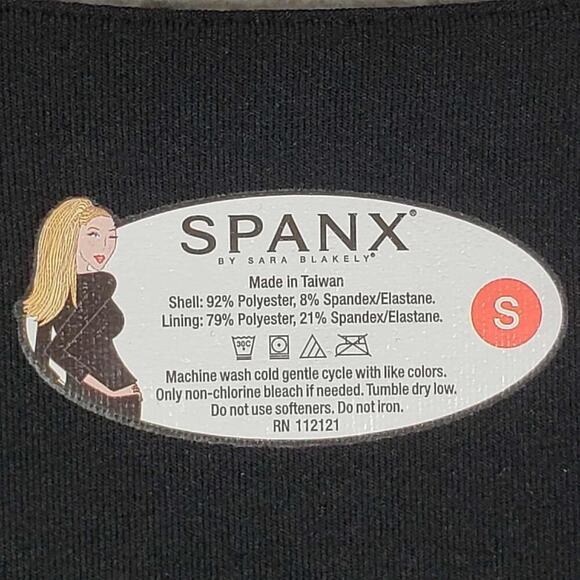 SPANX®
BY SARA BLAKELY®
Made in Taiwan
Shell: 92% Polyester, 8% Spandex/Elastane.
Lining: 79% Polyester, 21% Spandex/Elastane.
S
30C
Machine wash cold gentle cycle with like colors.
Only non-chlorine bleach if needed. Tumble dry low.
Do not use softeners. Do not iron.
RN 112121